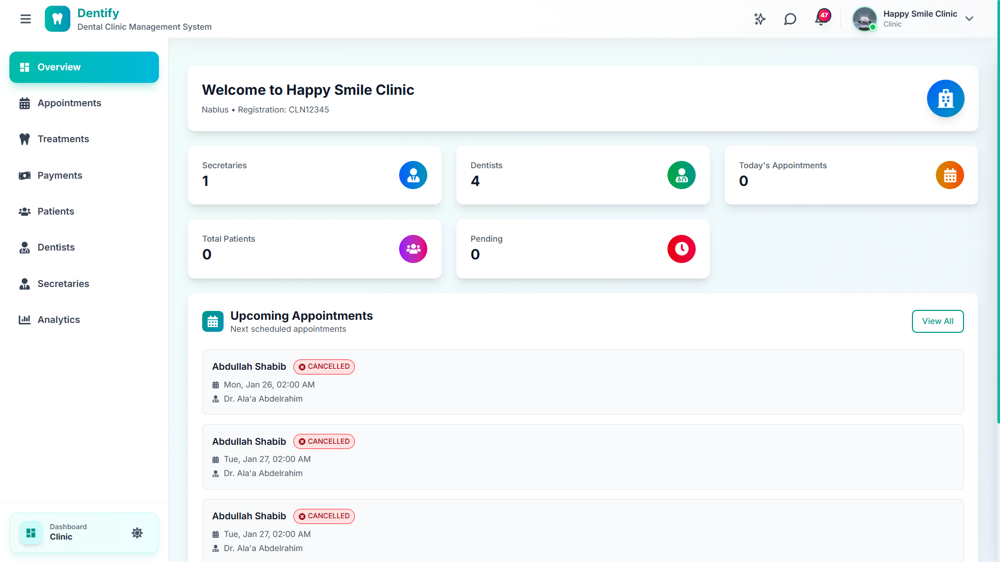 Dentify
Dental Clinic Management System
47
Happy Smile Clinic
Clinic
Overview
Appointments
Treatments
Payments
Patients
Dentists
Secretaries
Analytics
Dashboard
Clinic
Welcome to Happy Smile Clinic
Nablus • Registration: CLN12345
Secretaries
1
Dentists
4
Today's Appointments
0
Total Patients
0
Pending
0
Upcoming Appointments
Next scheduled appointments
View All
Abdullah Shabib CANCELLED
Mon, Jan 26, 02:00 AM
Dr. Ala'a Abdelrahim
Abdullah Shabib CANCELLED
Tue, Jan 27, 02:00 AM
Dr. Ala'a Abdelrahim
Abdullah Shabib CANCELLED
Tue, Jan 27, 02:00 AM
Dr. Ala'a Abdelrahim